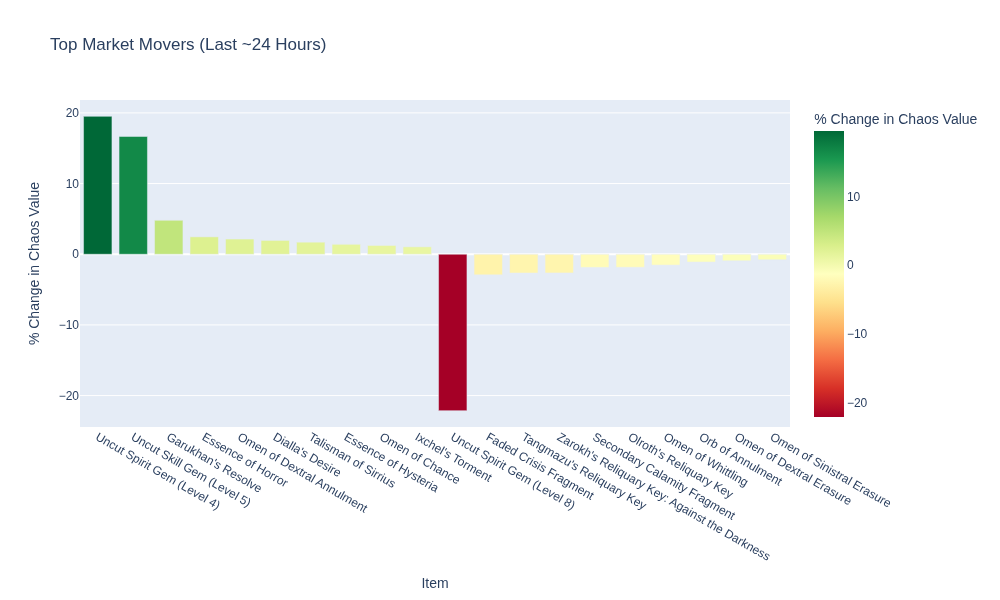 Top Market Movers (Last ~24 Hours)
% Change in Chaos Value
20
10
0
−10
−20
% Change in Chaos Value
10
0
−10
−20
Uncut Spirit Gem (Level 4)
Uncut Skill Gem (Level 5)
Garukhan's Resolve
Essence of Horror
Omen of Dextral Annulment
Dialla's Desire
Talisman of Sirrius
Essence of Hysteria
Omen of Chance
Ixchel's Torment
Uncut Spirit Gem (Level 8)
Faded Crisis Fragment
Tangmazu's Reliquary Key
Zarokh's Reliquary Key: Against the Darkness
Secondary Calamity Fragment
Olroth's Reliquary Key
Omen of Whittling
Orb of Annulment
Omen of Dextral Erasure
Omen of Sinistral Erasure
Item